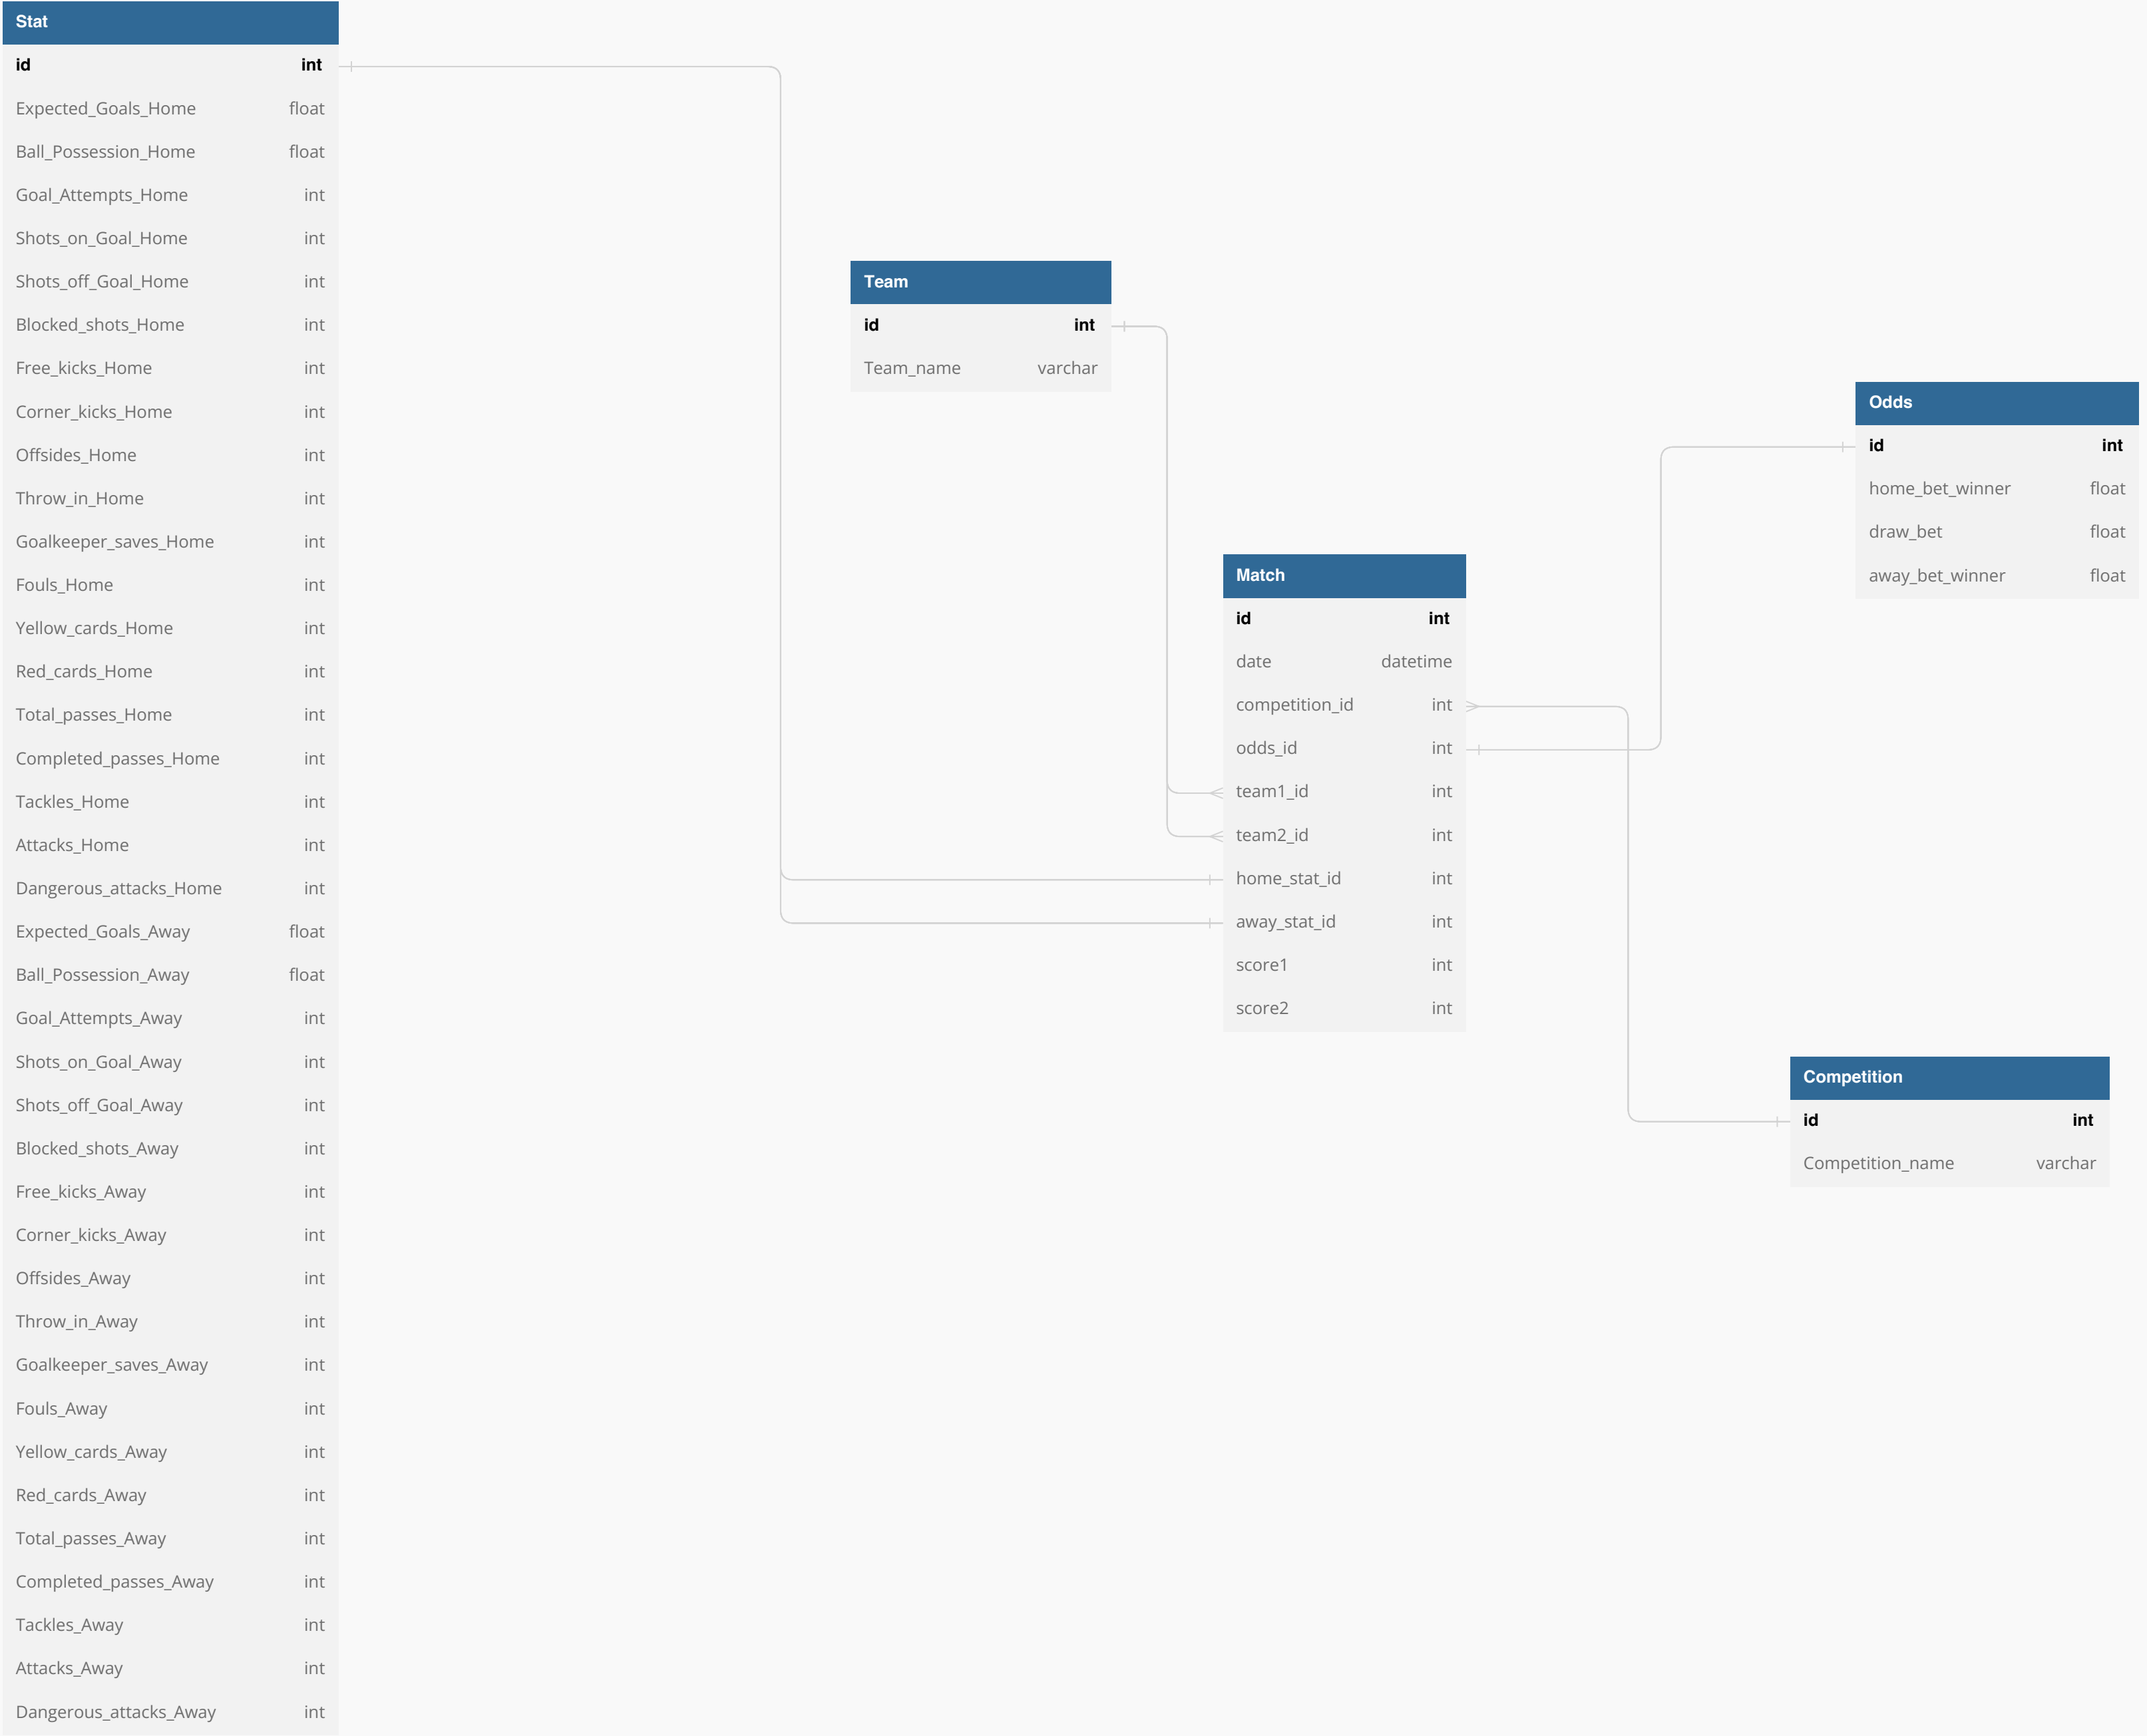 Stat
id int
Expected_Goals_Home float
Ball_Possession_Home float
Goal_Attempts_Home int
Shots_on_Goal_Home int
Shots_off_Goal_Home int
Blocked_shots_Home int
Free_kicks_Home int
Corner_kicks_Home int
Offsides_Home int
Throw_in_Home int
Goalkeeper_saves_Home int
Fouls_Home int
Yellow_cards_Home int
Red_cards_Home int
Total_passes_Home int
Completed_passes_Home int
Tackles_Home int
Attacks_Home int
Dangerous_attacks_Home int
Expected_Goals_Away float
Ball_Possession_Away float
Goal_Attempts_Away int
Shots_on_Goal_Away int
Shots_off_Goal_Away int
Blocked_shots_Away int
Free_kicks_Away int
Corner_kicks_Away int
Offsides_Away int
Throw_in_Away int
Goalkeeper_saves_Away int
Fouls_Away int
Yellow_cards_Away int
Red_cards_Away int
Total_passes_Away int
Completed_passes_Away int
Tackles_Away int
Attacks_Away int
Dangerous_attacks_Away int
Team
id int
Team_name varchar
Match
id int
date datetime
competition_id int
odds_id int
team1_id int
team2_id int
home_stat_id int
away_stat_id int
score1 int
score2 int
Odds
id int
home_bet_winner float
draw_bet float
away_bet_winner float
Competition
id int
Competition_name varchar